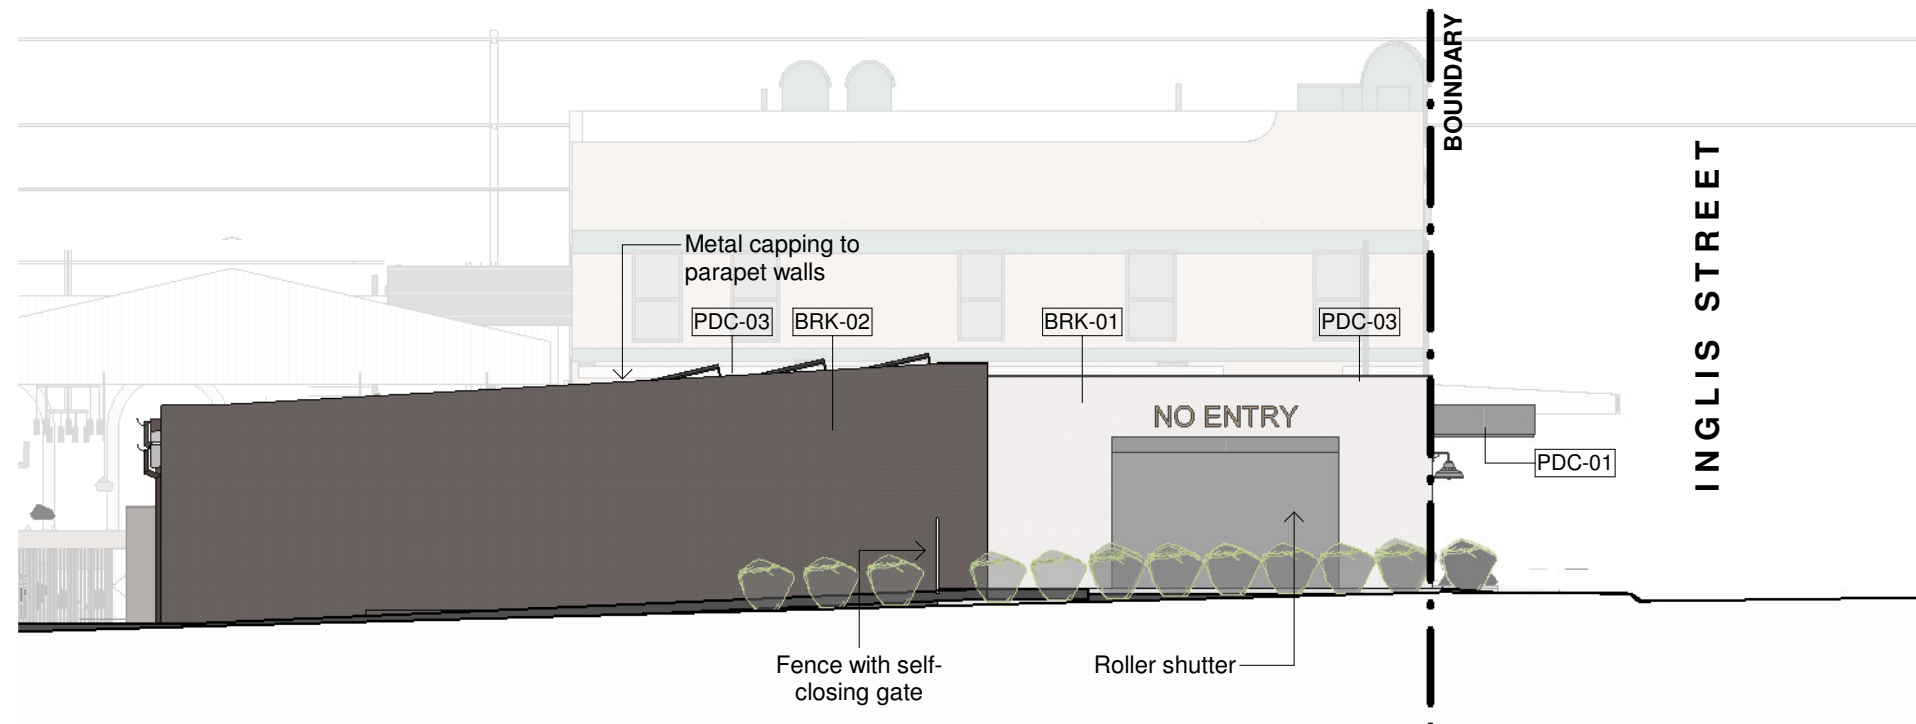 BOUNDARY
INGLIS STREET
Metal capping to
parapet walls
PDC-03
BRK-02
BRK-01
PDC-03
NO ENTRY
PDC-01
Fence with self-
closing gate
Roller shutter